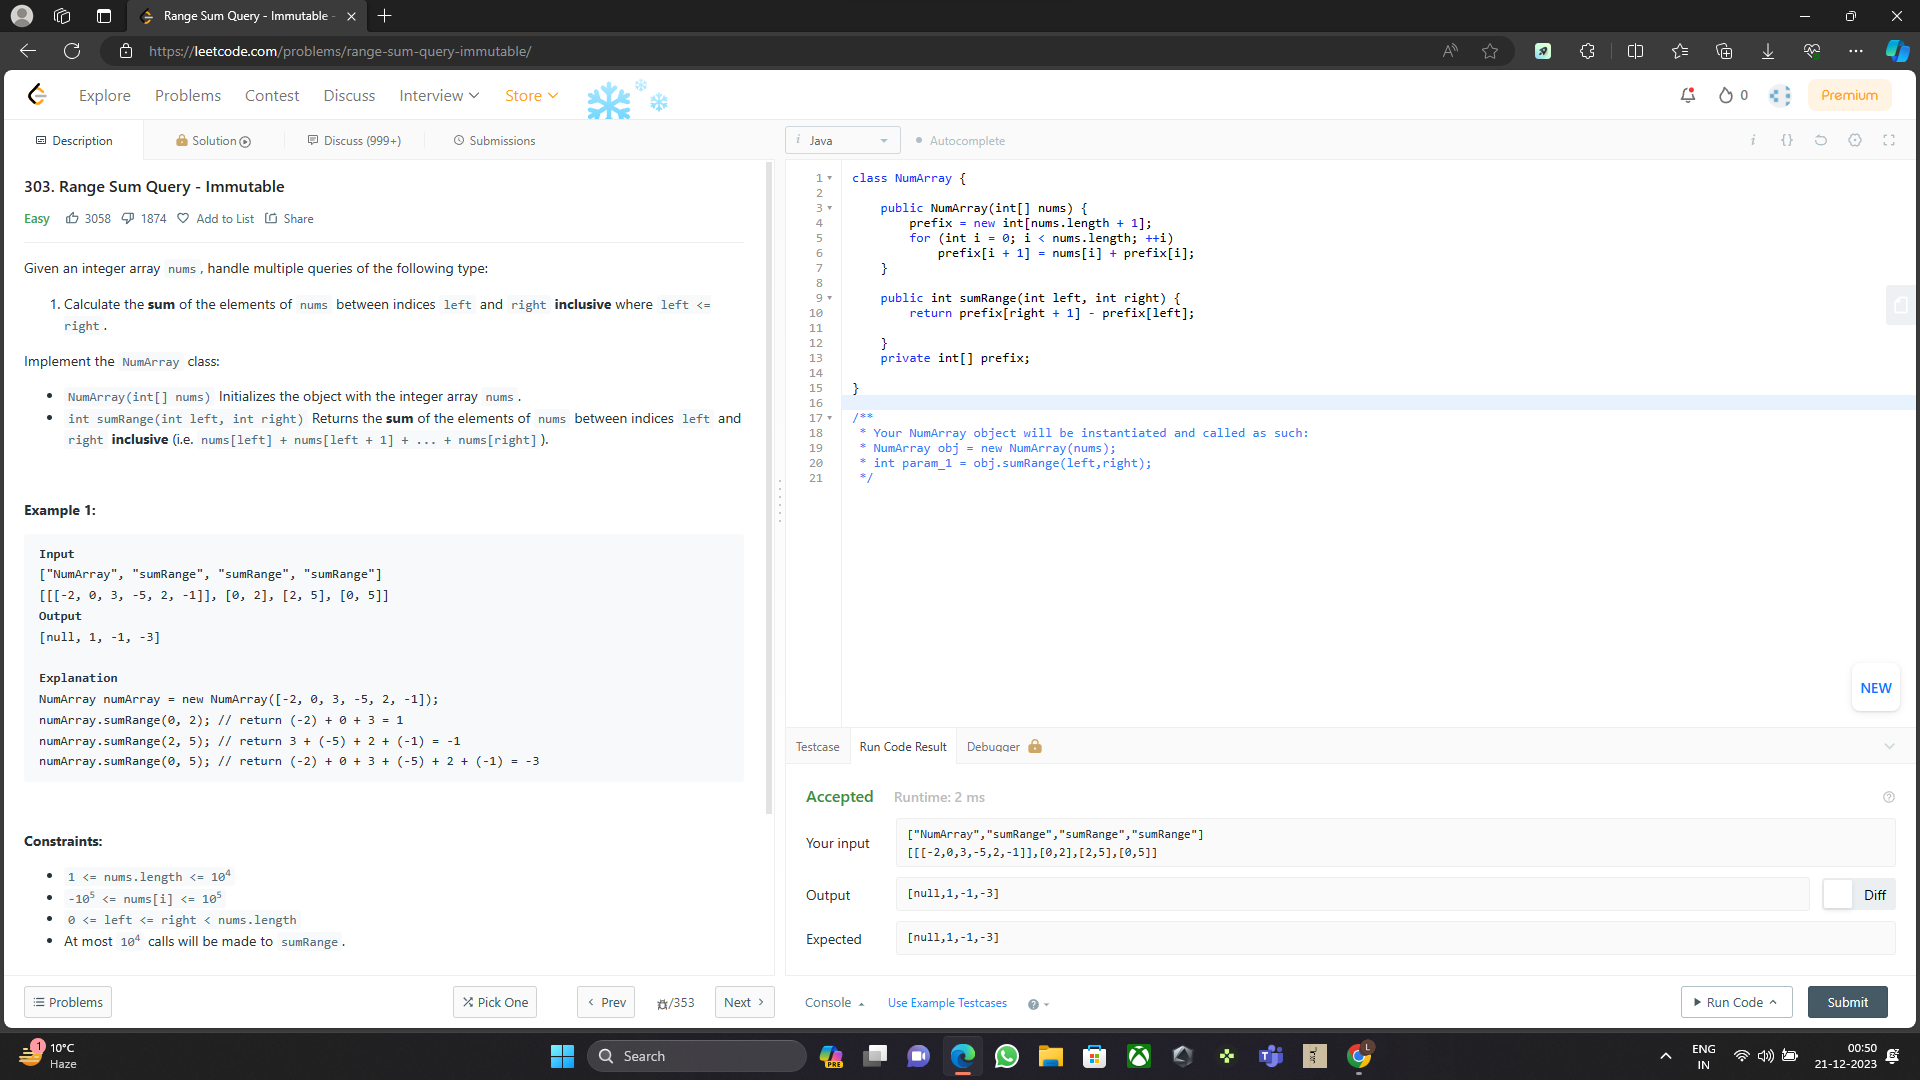 Range Sum Query - Immutable -
https://leetcode.com/problems/range-sum-query-immutable/
Explore Problems Contest Discuss Interview Store
0 Premium
Description Solution Discuss (999+) Submissions
i Java Autocomplete
303. Range Sum Query - Immutable
Easy 3058 1874 Add to List Share
Given an integer array nums, handle multiple queries of the following type:
1. Calculate the sum of the elements of nums between indices left and right inclusive where left <=
right.
Implement the NumArray class:
• NumArray(int[] nums) Initializes the object with the integer array nums.
• int sumRange(int left, int right) Returns the sum of the elements of nums between indices left and
right inclusive (i.e. nums[left] + nums[left + 1] + ... + nums[right]).
Example 1:
Input
["NumArray", "sumRange", "sumRange", "sumRange"]
[[[-2, 0, 3, -5, 2, -1]], [0, 2], [2, 5], [0, 5]]
Output
[null, 1, -1, -3]
Explanation
NumArray numArray = new NumArray([-2, 0, 3, -5, 2, -1]);
numArray.sumRange(0, 2); // return (-2) + 0 + 3 = 1
numArray.sumRange(2, 5); // return 3 + (-5) + 2 + (-1) = -1
numArray.sumRange(0, 5); // return (-2) + 0 + 3 + (-5) + 2 + (-1) = -3
Constraints:
• 1 <= nums.length <= 10⁴
• -10⁵ <= nums[i] <= 10⁵
• 0 <= left <= right < nums.length
• At most 10⁴ calls will be made to sumRange.
Problems Pick One Prev /353 Next
1 class NumArray {
2
3 public NumArray(int[] nums) {
4 prefix = new int[nums.length + 1];
5 for (int i = 0; i < nums.length; ++i)
6 prefix[i + 1] = nums[i] + prefix[i];
7 }
8
9 public int sumRange(int left, int right) {
10 return prefix[right + 1] - prefix[left];
11
12 }
13 private int[] prefix;
14
15 }
16
17 /**
18 * Your NumArray object will be instantiated and called as such:
19 * NumArray obj = new NumArray(nums);
20 * int param_1 = obj.sumRange(left,right);
21 */
NEW
Testcase Run Code Result Debugger
Accepted Runtime: 2 ms
Your input
["NumArray","sumRange","sumRange","sumRange"]
[[[-2,0,3,-5,2,-1]],[0,2],[2,5],[0,5]]
Output [null,1,-1,-3] Diff
Expected [null,1,-1,-3]
Console Use Example Testcases Run Code Submit
1 10°C
Haze
Search
PRE
L
ENG
IN
00:50
21-12-2023